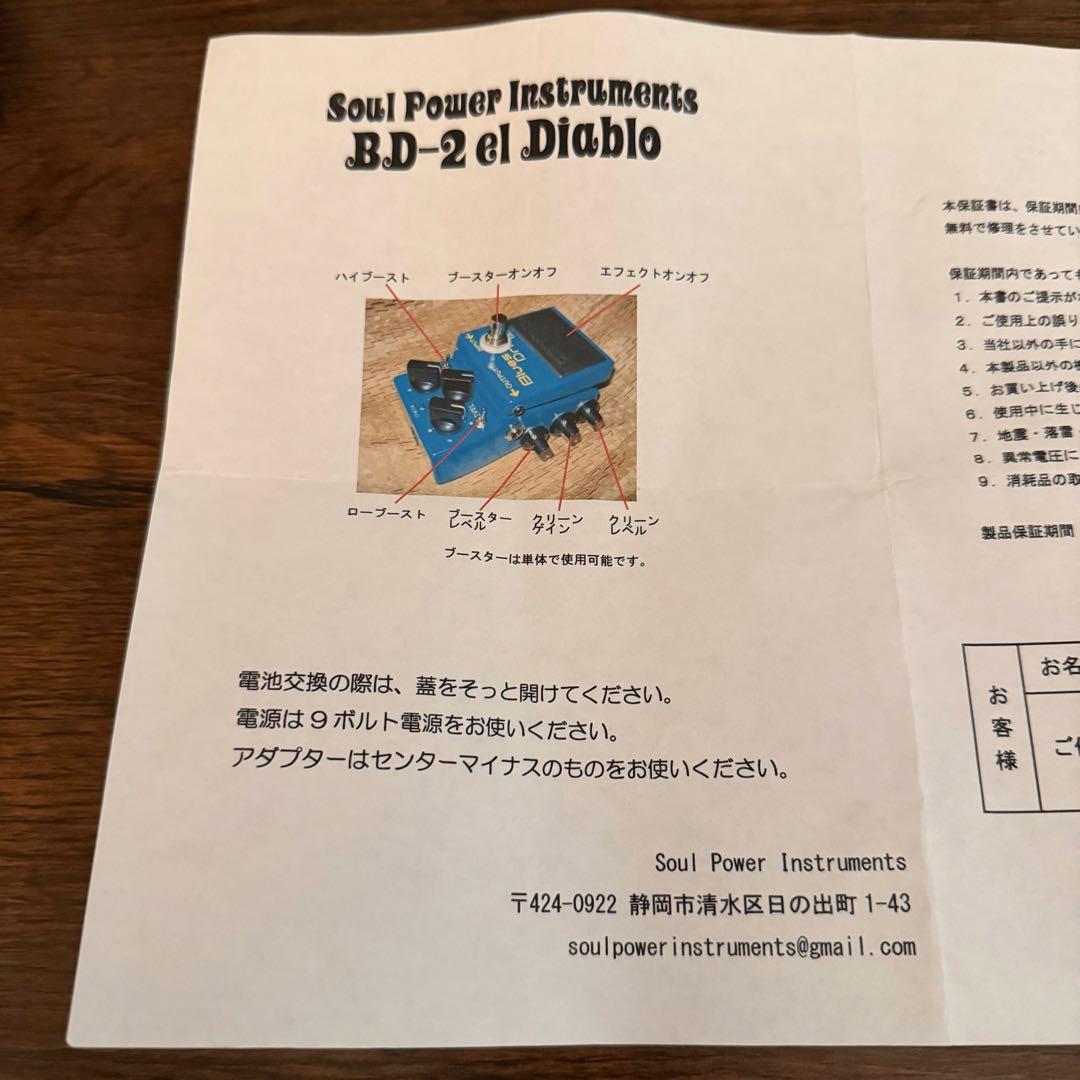 Soul Power Instruments
BD-2 el Diablo
ハイブースト ブースターオンオフ エフェクトオンオフ
Blues
OUTPUT
ローブースト ブースターレベル クリーンゲイン クリーンレベル
ブースターは単体で使用可能です。
電池交換の際は、蓋をそっと開けてください。
電源は9ボルト電源をお使いください。
アダプターはセンターマイナスのものをお使いください。
Soul Power Instruments
〒424-0922 静岡市清水区日の出町1-43
soulpowerinstruments@gmail.com
本保証書は、保証期間
無料で修理をさせてい
保証期間内であっても
1. 本書のご提示が
2. ご使用上の誤り
3. 当社以外の手に
4. 本製品以外の
5. お買い上げ後
6. 使用中に生じ
7. 地震・落雷
8. 異常電圧に
9. 消耗品の取
製品保証期間
お客様
お名
ご